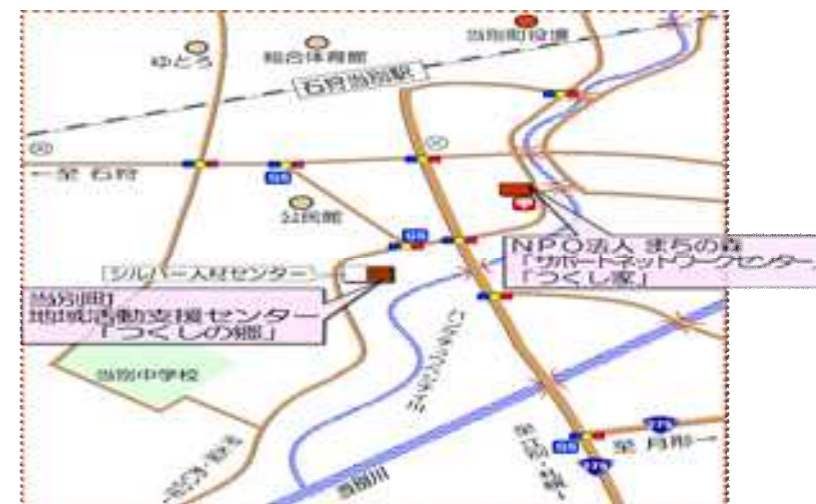 当別町役場
ゆとろ
総合体育館
石狩当別駅
←至 石狩
公民館
NPO法人 まちの森
「サポートネットワークセンター」
「つくし家」
シルバー人材センター
当別町
地域活動支援センター
「つくしの郷」
当別中学校
当別川
275
至 月形→
275